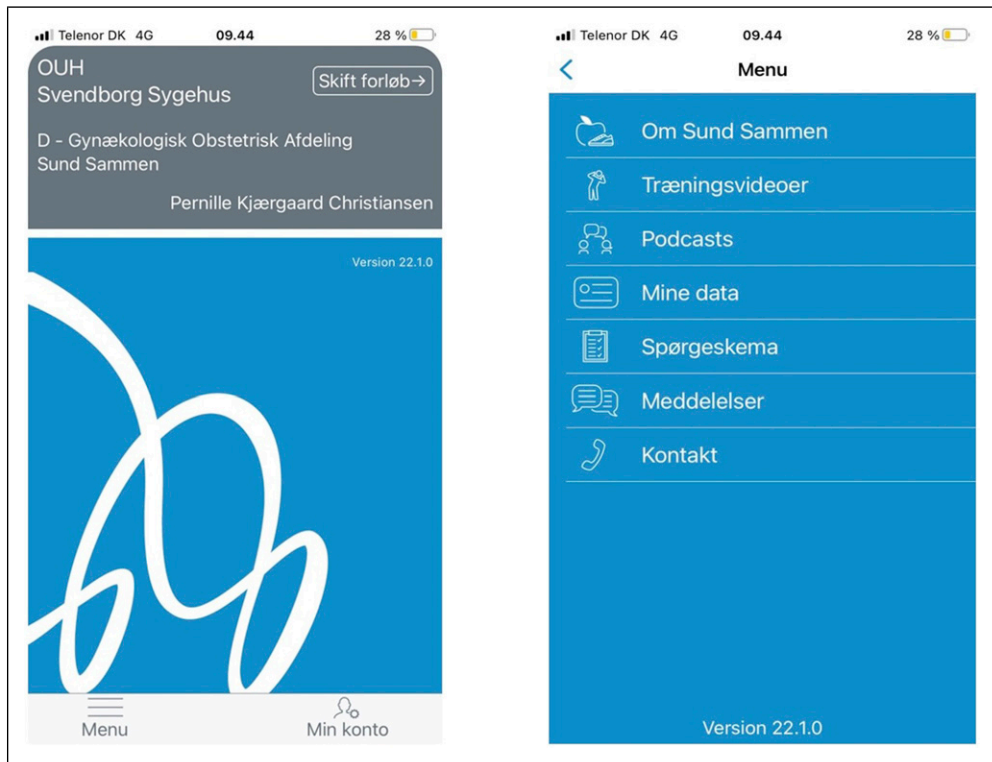 Telenor DK 4G 09.44 28 %
OUH
Svendborg Sygehus
Skift forløb→
D - Gynækologisk Obstetrisk Afdeling
Sund Sammen
Pernille Kjærgaard Christiansen
Version 22.1.0
Menu
Min konto
Telenor DK 4G 09.44 28 %
Menu
Om Sund Sammen
Træningsvideoer
Podcasts
Mine data
Spørgeskema
Meddelelser
Kontakt
Version 22.1.0